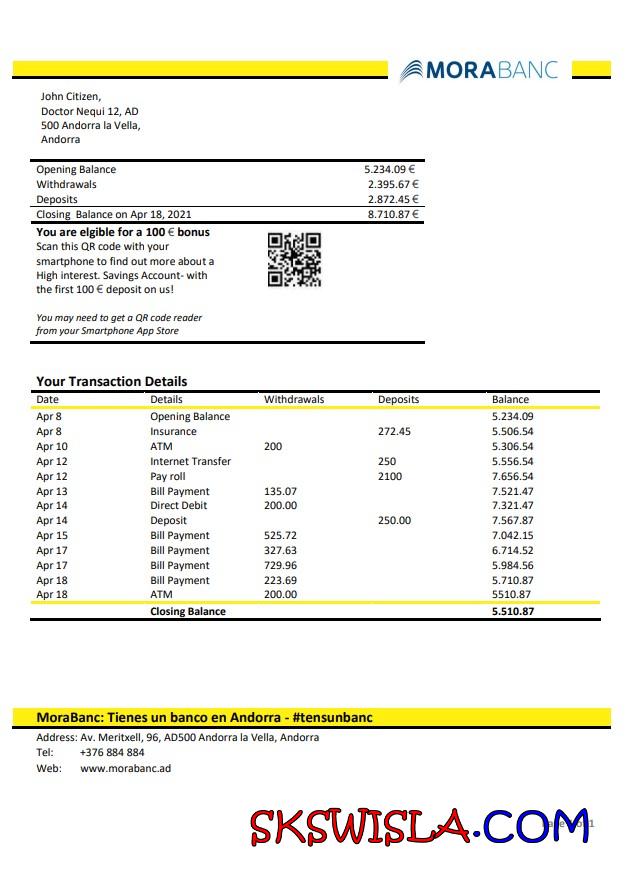 MORABANC
John Citizen,
Doctor Nequi 12, AD
500 Andorra la Vella,
Andorra
Opening Balance 5.234.09 €
Withdrawals 2.395.67 €
Deposits 2.872.45 €
Closing Balance on Apr 18, 2021 8.710.87 €
You are elgible for a 100 € bonus
Scan this QR code with your
smartphone to find out more about a
High interest. Savings Account- with
the first 100 € deposit on us!
You may need to get a QR code reader
from your Smartphone App Store
Your Transaction Details
Date Details Withdrawals Deposits Balance
Apr 8 Opening Balance 5.234.09
Apr 8 Insurance 272.45 5.506.54
Apr 10 ATM 200 5.306.54
Apr 12 Internet Transfer 250 5.556.54
Apr 12 Pay roll 2100 7.656.54
Apr 13 Bill Payment 135.07 7.521.47
Apr 14 Direct Debit 200.00 7.321.47
Apr 14 Deposit 250.00 7.567.87
Apr 15 Bill Payment 525.72 7.042.15
Apr 17 Bill Payment 327.63 6.714.52
Apr 17 Bill Payment 729.96 5.984.56
Apr 18 Bill Payment 223.69 5.710.87
Apr 18 ATM 200.00 5510.87
Closing Balance 5.510.87
MoraBanc: Tienes un banco en Andorra - #tensunbanc
Address: Av. Meritxell, 96, AD500 Andorra la Vella, Andorra
Tel: +376 884 884
Web: www.morabanc.ad
SKSWISLA.COM